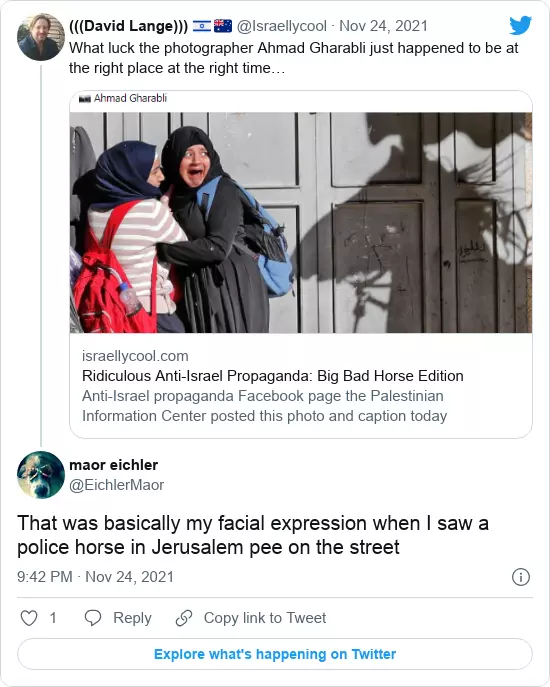 (((David Lange))) 🇮🇱 🇦🇺 @Israellycool · Nov 24, 2021
What luck the photographer Ahmad Gharabli just happened to be at
the right place at the right time…
📷 Ahmad Gharabli
israellycool.com
Ridiculous Anti-Israel Propaganda: Big Bad Horse Edition
Anti-Israel propaganda Facebook page the Palestinian
Information Center posted this photo and caption today
maor eichler
@EichlerMaor
That was basically my facial expression when I saw a
police horse in Jerusalem pee on the street
9:42 PM · Nov 24, 2021
1 Reply Copy link to Tweet
Explore what's happening on Twitter